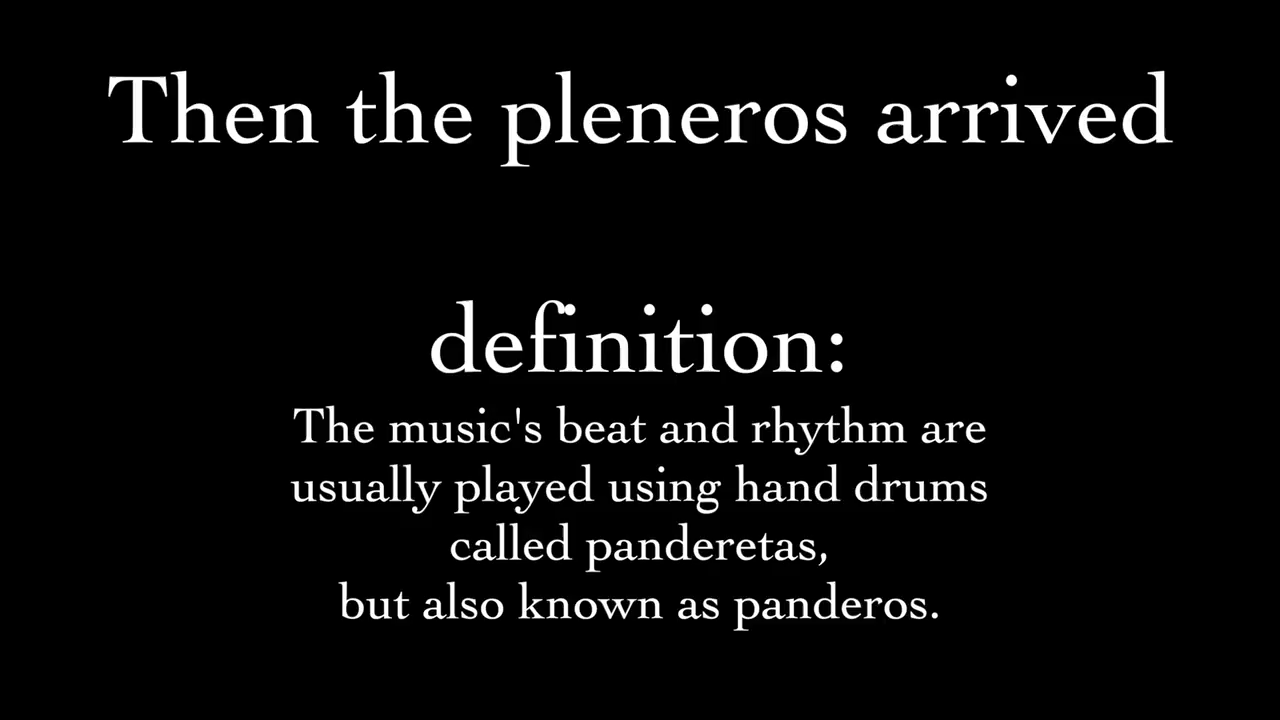 Then the pleneros arrived
definition:
The music's beat and rhythm are
usually played using hand drums
called panderetas,
but also known as panderos.